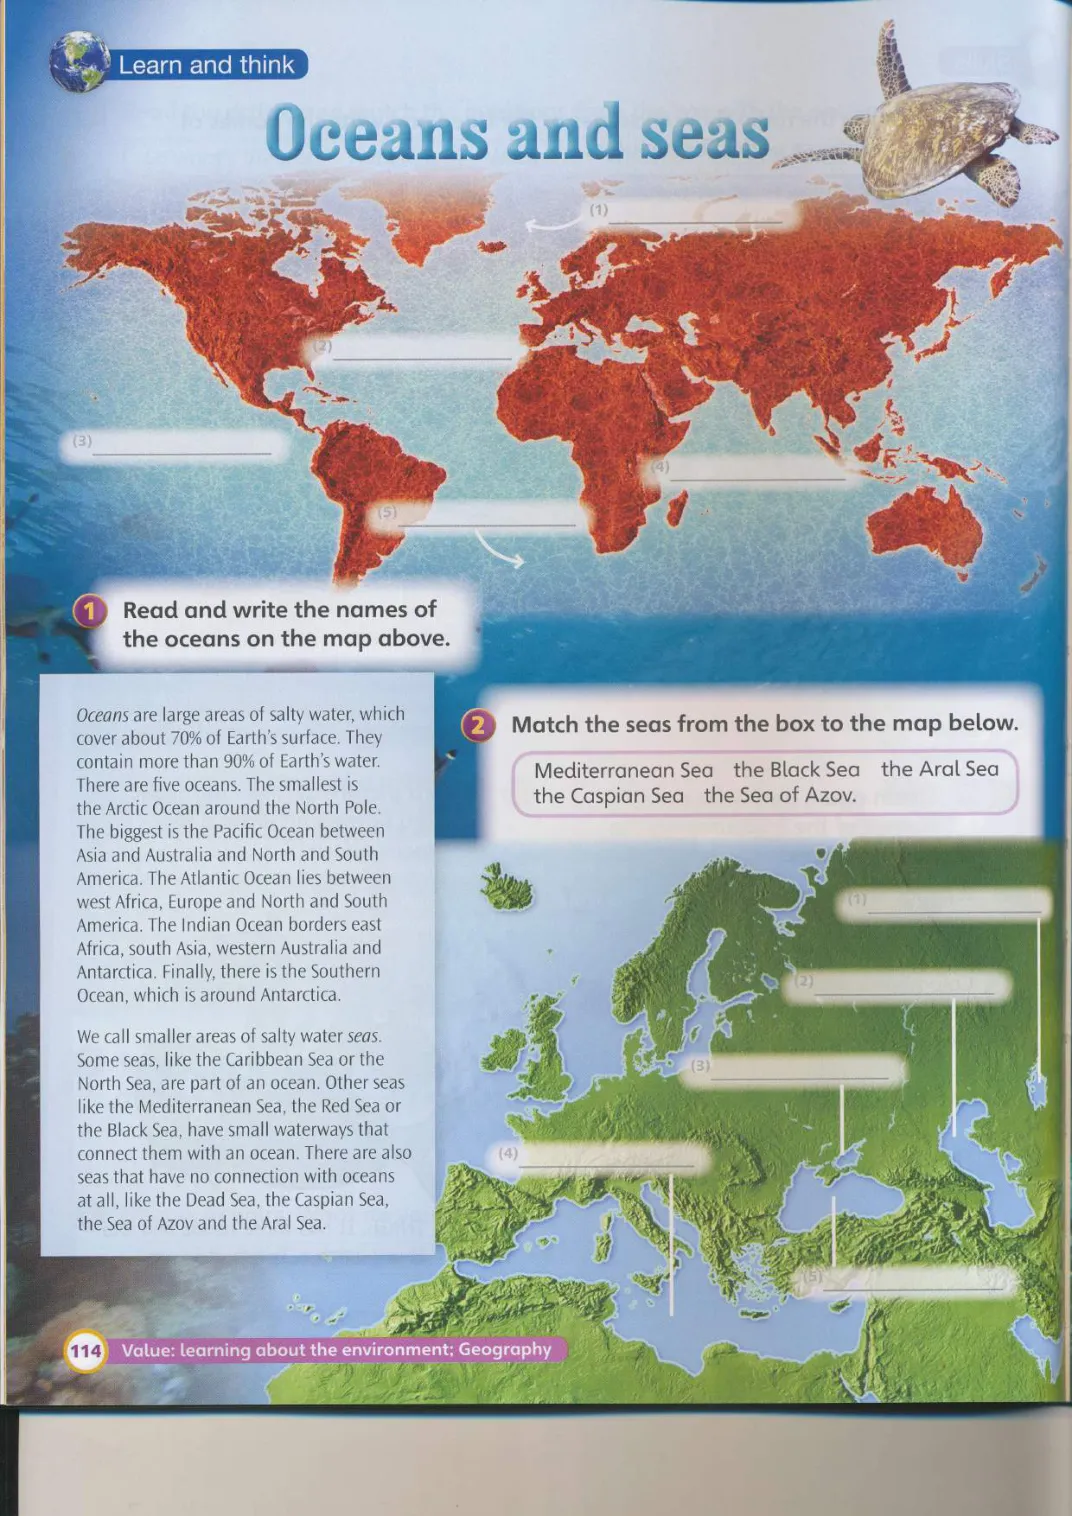 Learn and think
Oceans and seas
(1)
(2)
(3)
(4)
(5)
1 Read and write the names of
the oceans on the map above.
Oceans are large areas of salty water, which
cover about 70% of Earth's surface. They
contain more than 90% of Earth's water.
There are five oceans. The smallest is
the Arctic Ocean around the North Pole.
The biggest is the Pacific Ocean between
Asia and Australia and North and South
America. The Atlantic Ocean lies between
west Africa, Europe and North and South
America. The Indian Ocean borders east
Africa, south Asia, western Australia and
Antarctica. Finally, there is the Southern
Ocean, which is around Antarctica.
We call smaller areas of salty water seas.
Some seas, like the Caribbean Sea or the
North Sea, are part of an ocean. Other seas
like the Mediterranean Sea, the Red Sea or
the Black Sea, have small waterways that
connect them with an ocean. There are also
seas that have no connection with oceans
at all, like the Dead Sea, the Caspian Sea,
the Sea of Azov and the Aral Sea.
2 Match the seas from the box to the map below.
Mediterranean Sea the Black Sea the Aral Sea
the Caspian Sea the Sea of Azov.
(1)
(2)
(3)
(4)
(5)
114 Value: learning about the environment; Geography